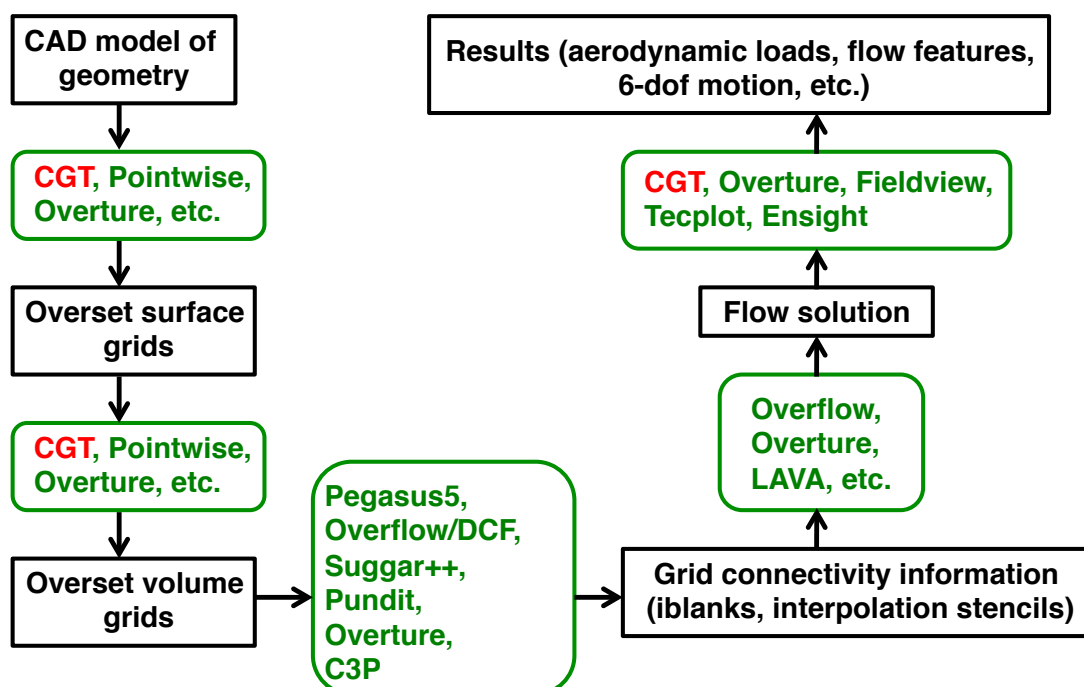 CAD model of
geometry
CGT, Pointwise,
Overture, etc.
Overset surface
grids
CGT, Pointwise,
Overture, etc.
Overset volume
grids
Pegasus5,
Overflow/DCF,
Suggar++,
Pundit,
Overture,
C3P
Grid connectivity information
(iblanks, interpolation stencils)
Overflow,
Overture,
LAVA, etc.
Flow solution
CGT, Overture, Fieldview,
Tecplot, Ensight
Results (aerodynamic loads, flow features,
6-dof motion, etc.)